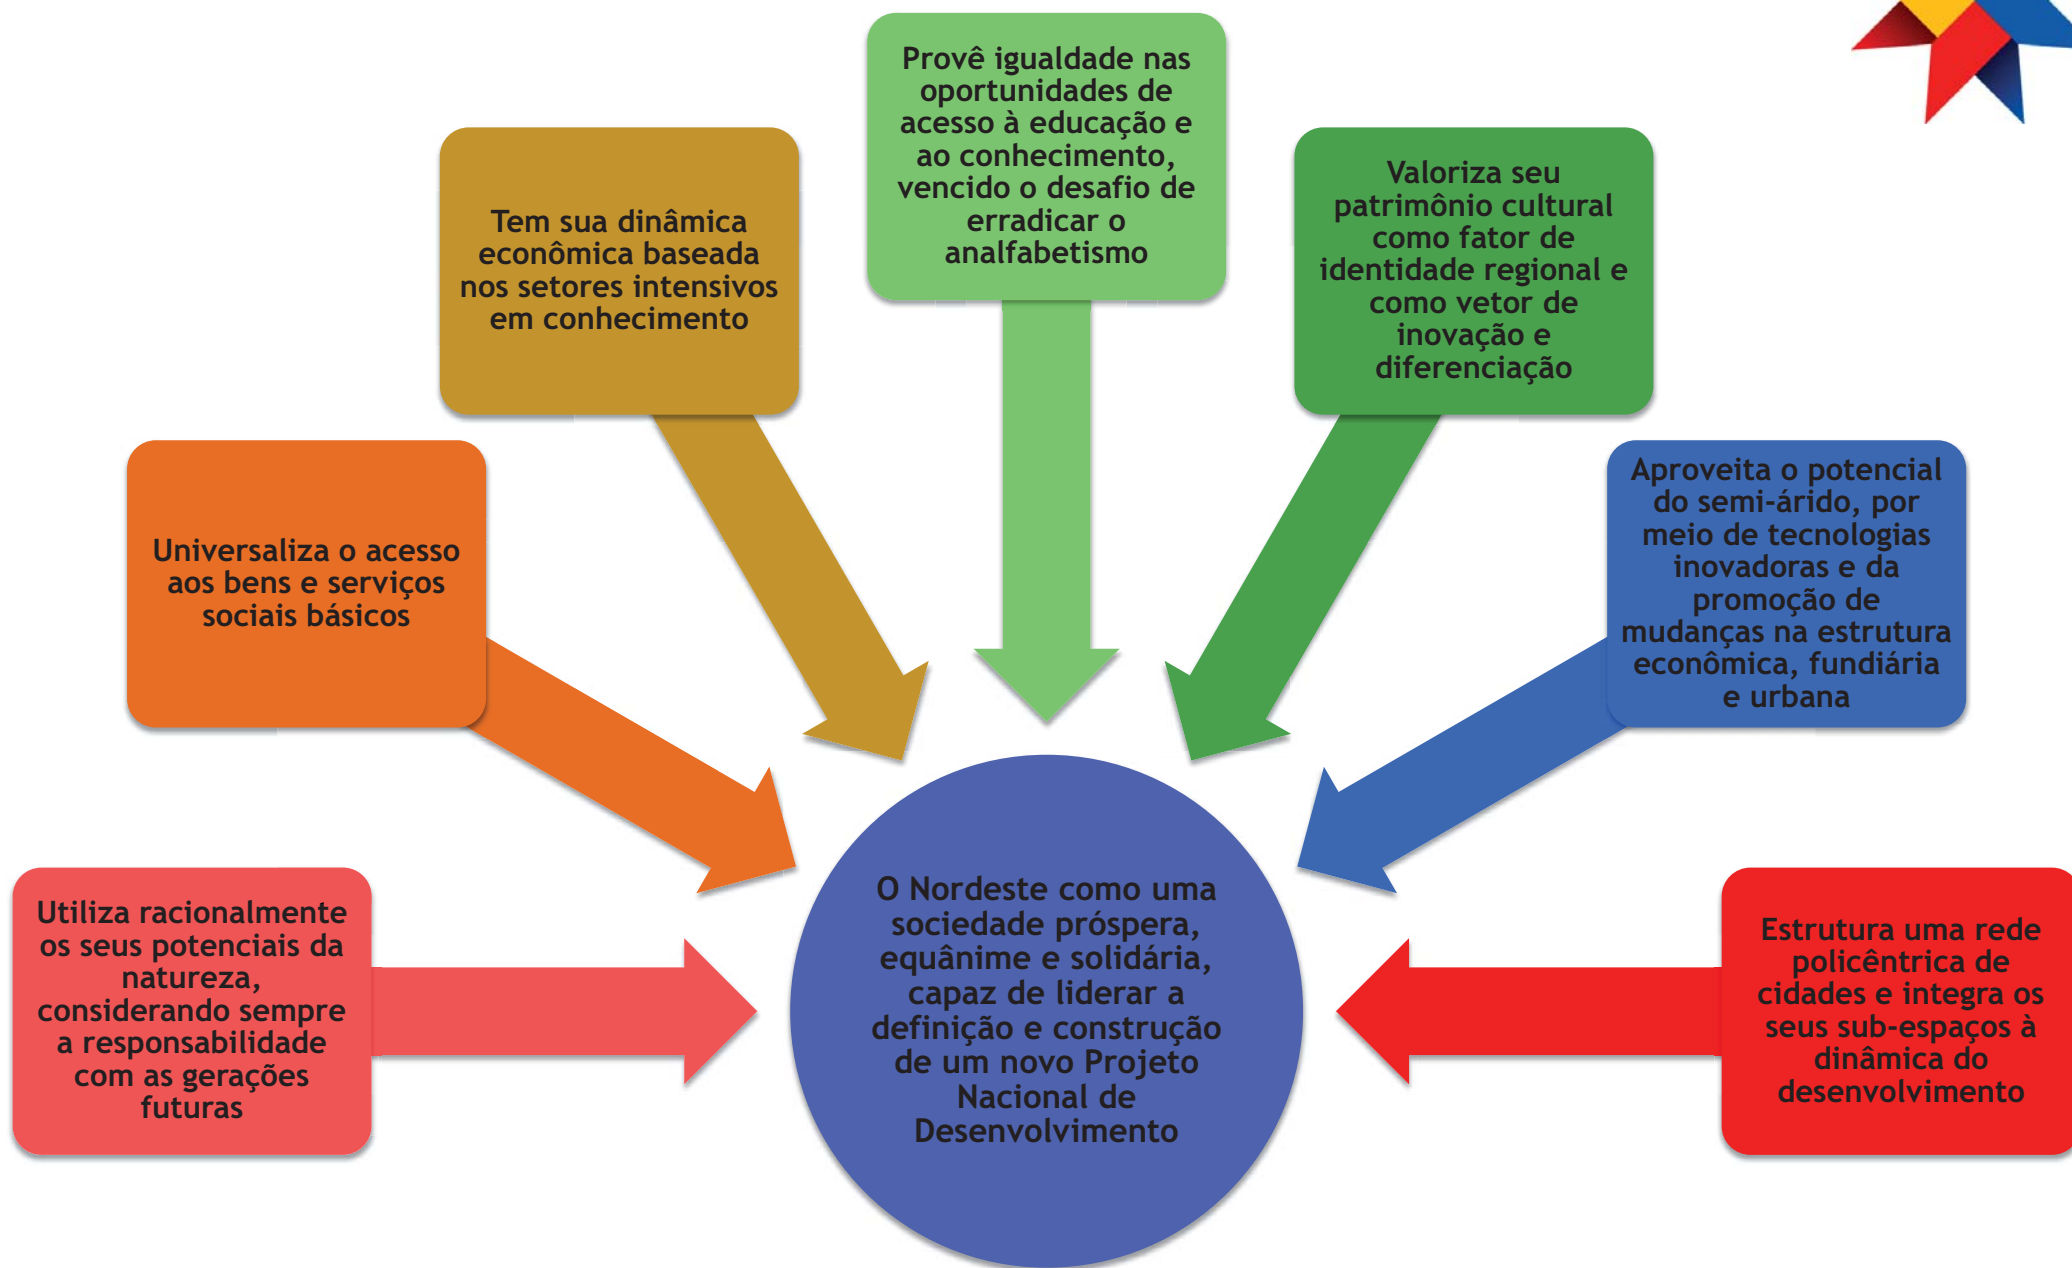 Provê igualdade nas
oportunidades de
acesso à educação e
ao conhecimento,
vencido o desafio de
erradicar o
analfabetismo
Tem sua dinâmica
econômica baseada
nos setores intensivos
em conhecimento
Valoriza seu
patrimônio cultural
como fator de
identidade regional e
como vetor de
inovação e
diferenciação
Universaliza o acesso
aos bens e serviços
sociais básicos
Aproveita o potencial
do semi-árido, por
meio de tecnologias
inovadoras e da
promoção de
mudanças na estrutura
econômica, fundiária
e urbana
Utiliza racionalmente
os seus potenciais da
natureza,
considerando sempre
a responsabilidade
com as gerações
futuras
O Nordeste como uma
sociedade próspera,
equânime e solidária,
capaz de liderar a
definição e construção
de um novo Projeto
Nacional de
Desenvolvimento
Estrutura uma rede
policêntrica de
cidades e integra os
seus sub-espaços à
dinâmica do
desenvolvimento